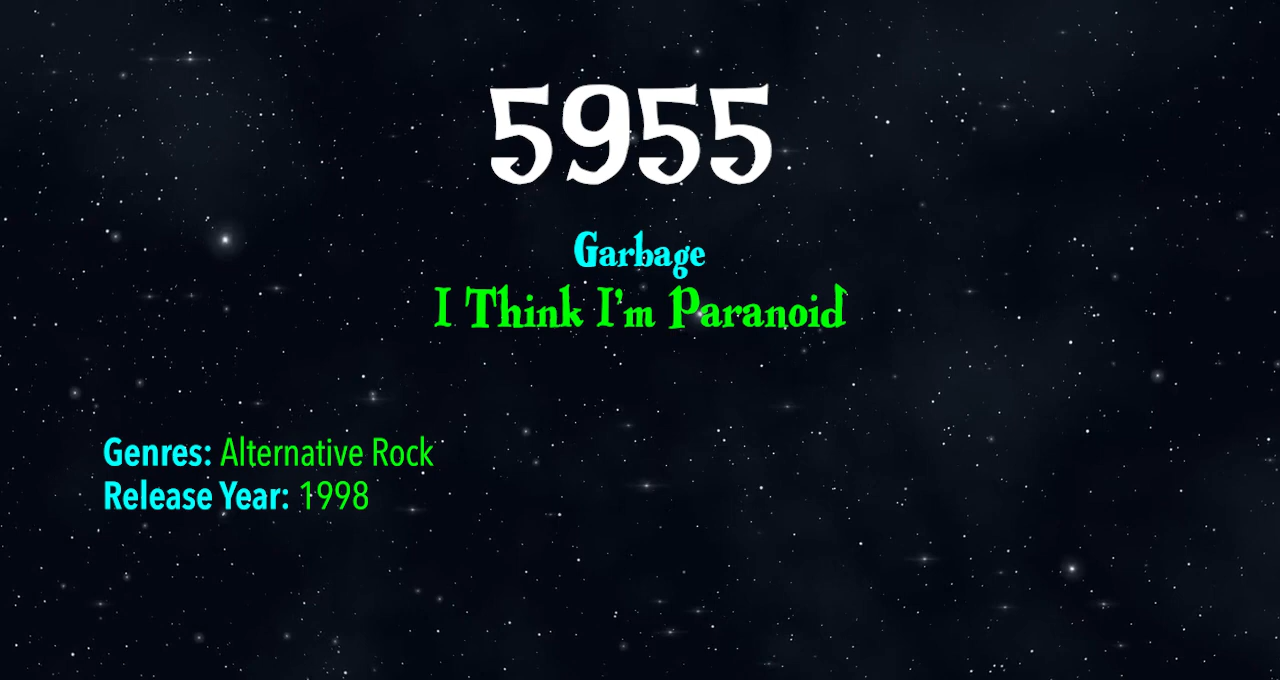 5955
Garbage
I Think I'm Paranoid
Genres: Alternative Rock
Release Year: 1998